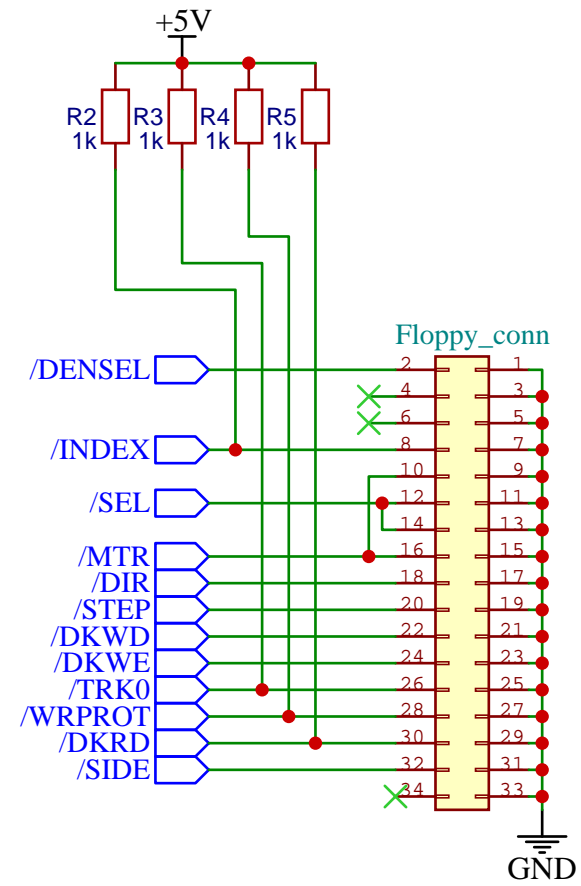 +5V
R2 R3 R4 R5
1k 1k 1k 1k
Floppy_conn
/DENSEL 2 1
4 3
6 5
/INDEX 8 7
10 9
/SEL 12 11
14 13
/MTR 16 15
/DIR 18 17
/STEP 20 19
/DKWD 22 21
/DKWE 24 23
/TRK0 26 25
/WRPROT 28 27
/DKRD 30 29
/SIDE 32 31
34 33
GND